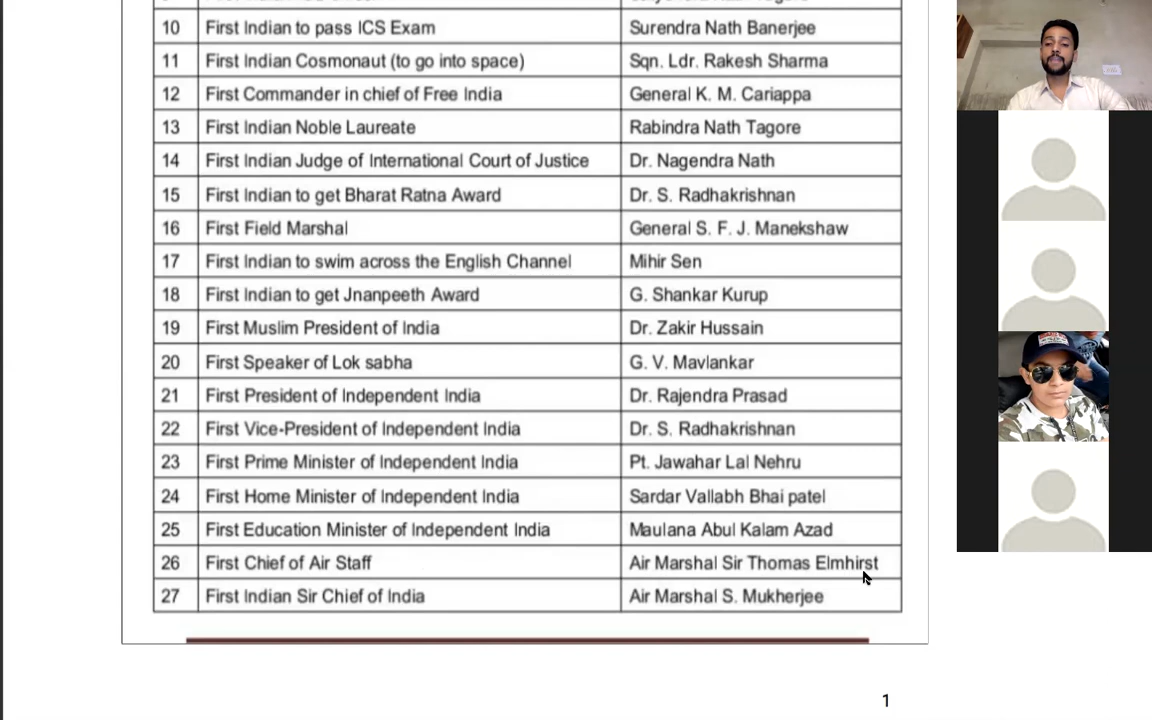 10 First Indian to pass ICS Exam Surendra Nath Banerjee
11 First Indian Cosmonaut (to go into space) Sqn. Ldr. Rakesh Sharma
12 First Commander in chief of Free India General K. M. Cariappa
13 First Indian Noble Laureate Rabindra Nath Tagore
14 First Indian Judge of International Court of Justice Dr. Nagendra Nath
15 First Indian to get Bharat Ratna Award Dr. S. Radhakrishnan
16 First Field Marshal General S. F. J. Manekshaw
17 First Indian to swim across the English Channel Mihir Sen
18 First Indian to get Jnanpeeth Award G. Shankar Kurup
19 First Muslim President of India Dr. Zakir Hussain
20 First Speaker of Lok sabha G. V. Mavlankar
21 First President of Independent India Dr. Rajendra Prasad
22 First Vice-President of Independent India Dr. S. Radhakrishnan
23 First Prime Minister of Independent India Pt. Jawahar Lal Nehru
24 First Home Minister of Independent India Sardar Vallabh Bhai patel
25 First Education Minister of Independent India Maulana Abul Kalam Azad
26 First Chief of Air Staff Air Marshal Sir Thomas Elmhirst
27 First Indian Sir Chief of India Air Marshal S. Mukherjee
1